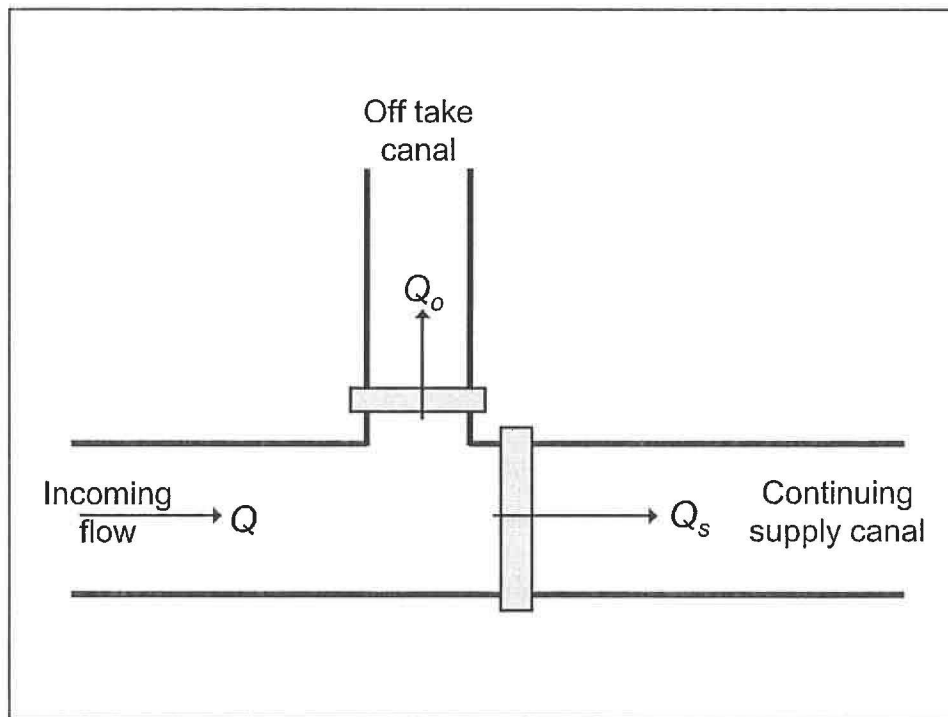 Off take
canal
Qo
Incoming
flow
Q
Qs
Continuing
supply canal